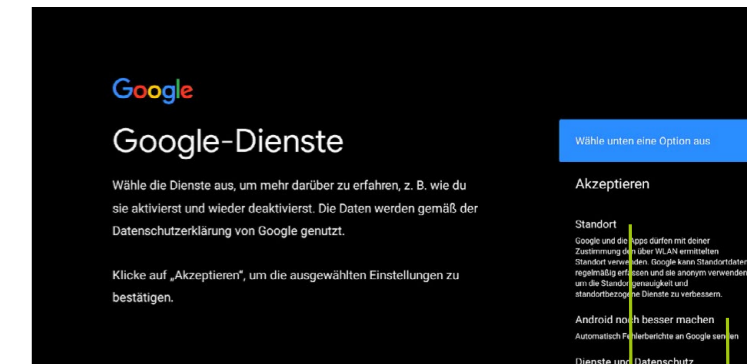 Google
Google-Dienste
Wähle die Dienste aus, um mehr darüber zu erfahren, z. B. wie du
sie aktivierst und wieder deaktivierst. Die Daten werden gemäß der
Datenschutzerklärung von Google genutzt.
Klicke auf „Akzeptieren", um die ausgewählten Einstellungen zu
bestätigen.
Wähle unten eine Option aus
Akzeptieren
Standort
Google und die Apps dürfen mit deiner
Zustimmung den über WLAN ermittelten
Standort verwenden. Google kann Standortdaten
regelmäßig erfassen und sie anonym verwenden
um die Standortgenauigkeit und
standortbezogene Dienste zu verbessern.
Android noch besser machen
Automatisch Fehlerberichte an Google senden
Dienste und Datenschutz